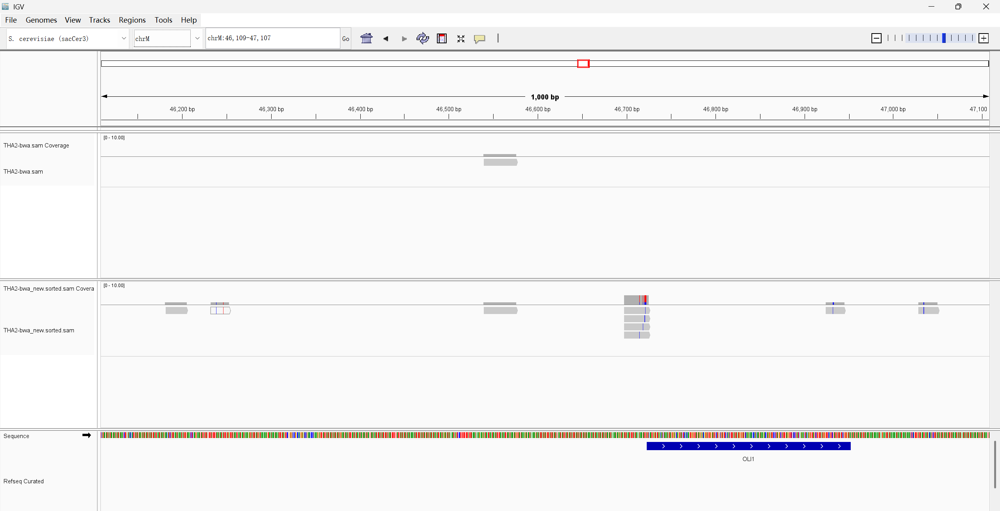 IGV
File Genomes View Tracks Regions Tools Help
S. cerevisiae (sacCer3) chrM chrM:46,109-47,107 Go
1,000 bp
46,200 bp 46,300 bp 46,400 bp 46,500 bp 46,600 bp 46,700 bp 46,800 bp 46,900 bp 47,000 bp 47,100
[0 - 10.00]
THA2-bwa.sam Coverage
THA2-bwa.sam
[0 - 10.00]
THA2-bwa_new.sorted.sam Covera
THA2-bwa_new.sorted.sam
Sequence
OLI1
Refseq Curated